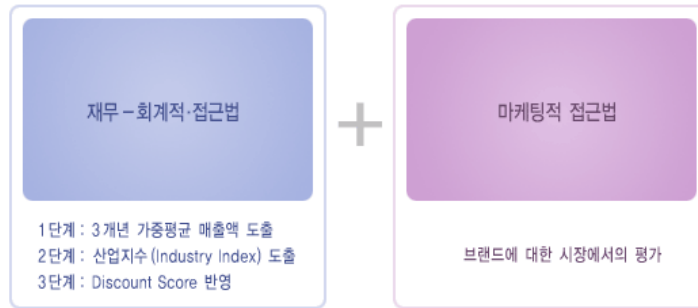 재무-회계적·접근법
1단계 : 3개년 가중평균 매출액 도출
2단계 : 산업지수(Industry Index) 도출
3단계 : Discount Score 반영
+
마케팅적 접근법
브랜드에 대한 시장에서의 평가